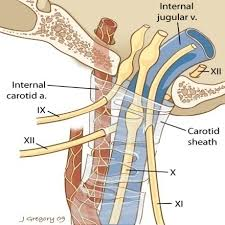 Internal
jugular v.
XII
Internal
carotid a.
IX
Carotid
sheath
XII
X
XI
J Gregory 09